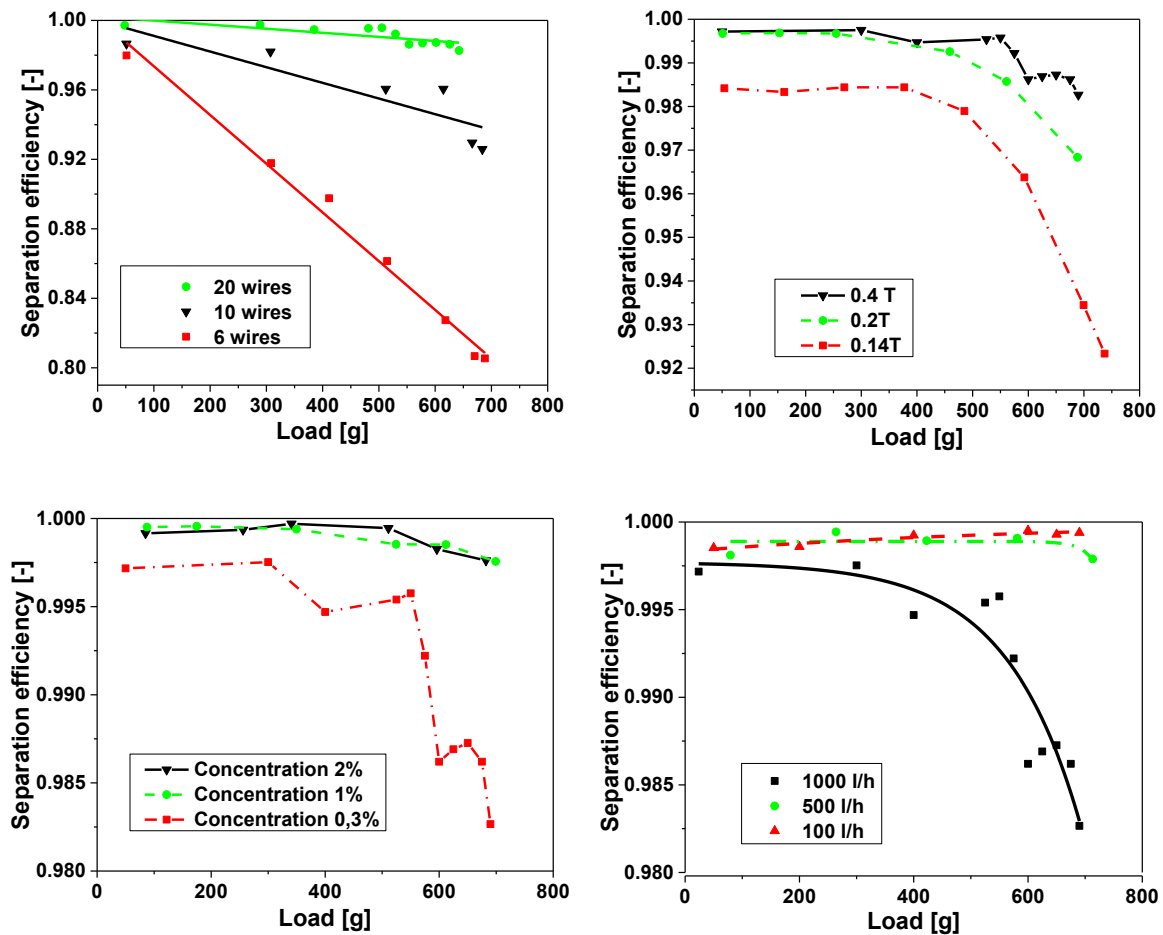 Separation efficiency [-]
1.00
0.96
0.92
0.88
0.84
0.80
20 wires
10 wires
6 wires
0 100 200 300 400 500 600 700 800
Load [g]
Separation efficiency [-]
1.00
0.99
0.98
0.97
0.96
0.95
0.94
0.93
0.92
0.4 T
0.2T
0.14T
0 100 200 300 400 500 600 700 800
Load [g]
Separation efficiency [-]
1.000
0.995
0.990
0.985
0.980
Concentration 2%
Concentration 1%
Concentration 0,3%
0 200 400 600 800
Load [g]
Separation efficiency [-]
1.000
0.995
0.990
0.985
0.980
1000 l/h
500 l/h
100 l/h
0 200 400 600 800
Load [g]